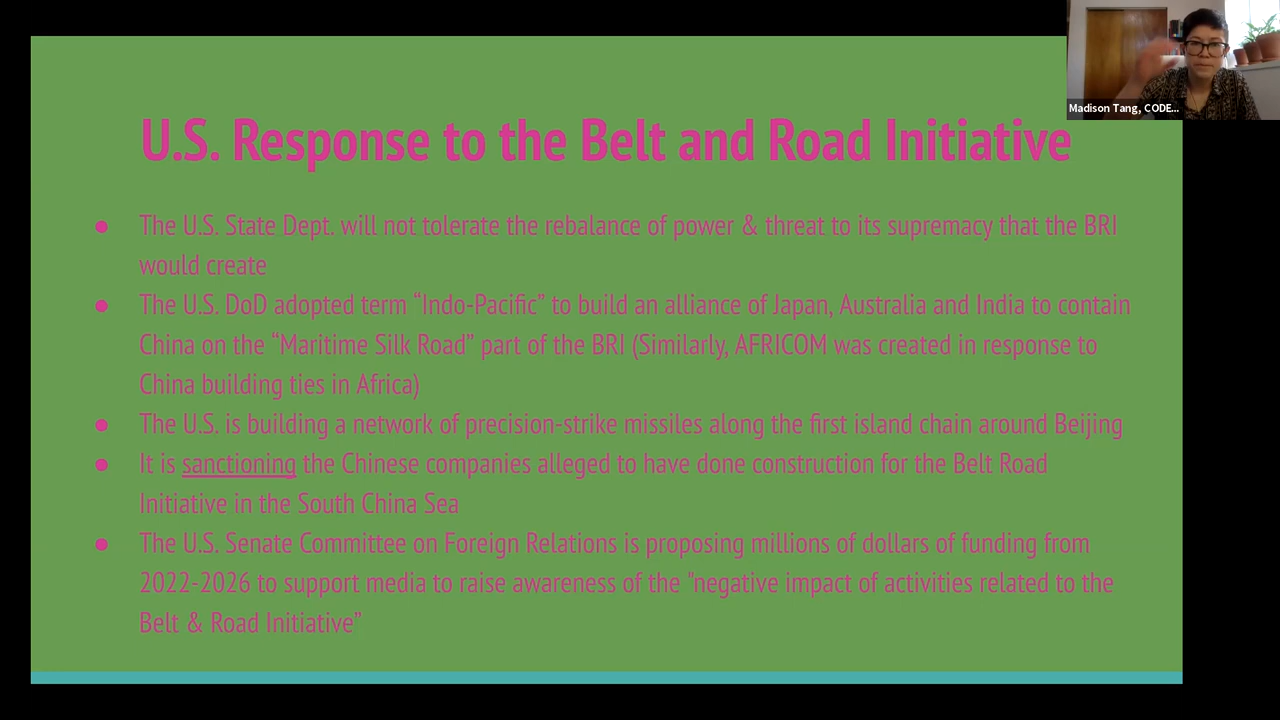 Madison Tang, CODE...
U.S. Response to the Belt and Road Initiative
● The U.S. State Dept. will not tolerate the rebalance of power & threat to its supremacy that the BRI
would create
● The U.S. DoD adopted term “Indo-Pacific” to build an alliance of Japan, Australia and India to contain
China on the “Maritime Silk Road” part of the BRI (Similarly, AFRICOM was created in response to
China building ties in Africa)
● The U.S. is building a network of precision-strike missiles along the first island chain around Beijing
● It is sanctioning the Chinese companies alleged to have done construction for the Belt Road
Initiative in the South China Sea
● The U.S. Senate Committee on Foreign Relations is proposing millions of dollars of funding from
2022-2026 to support media to raise awareness of the "negative impact of activities related to the
Belt & Road Initiative”